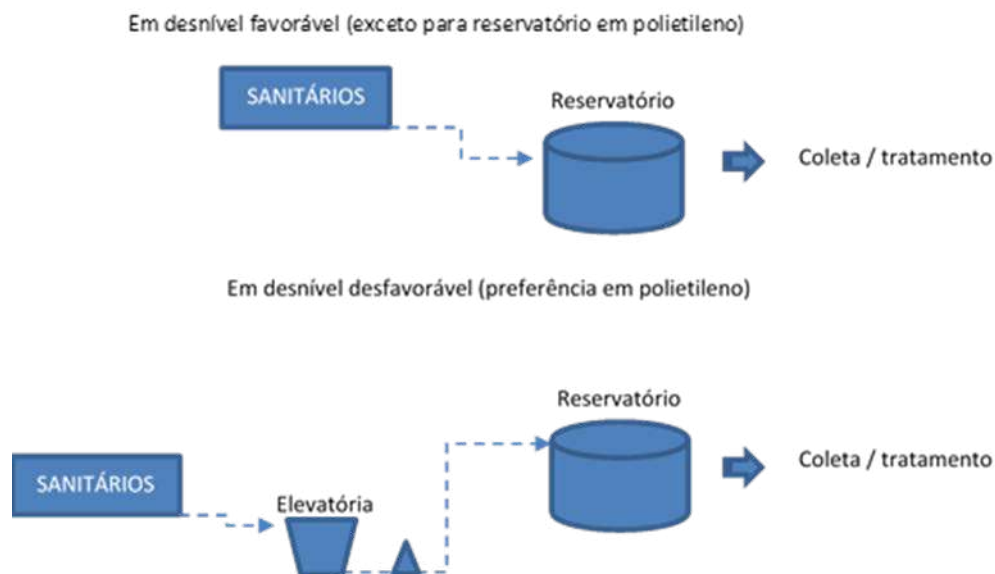 Em desnível favorável (exceto para reservatório em polietileno)
SANITÁRIOS
Reservatório
Coleta / tratamento
Em desnível desfavorável (preferência em polietileno)
Reservatório
Coleta / tratamento
SANITÁRIOS
Elevatória